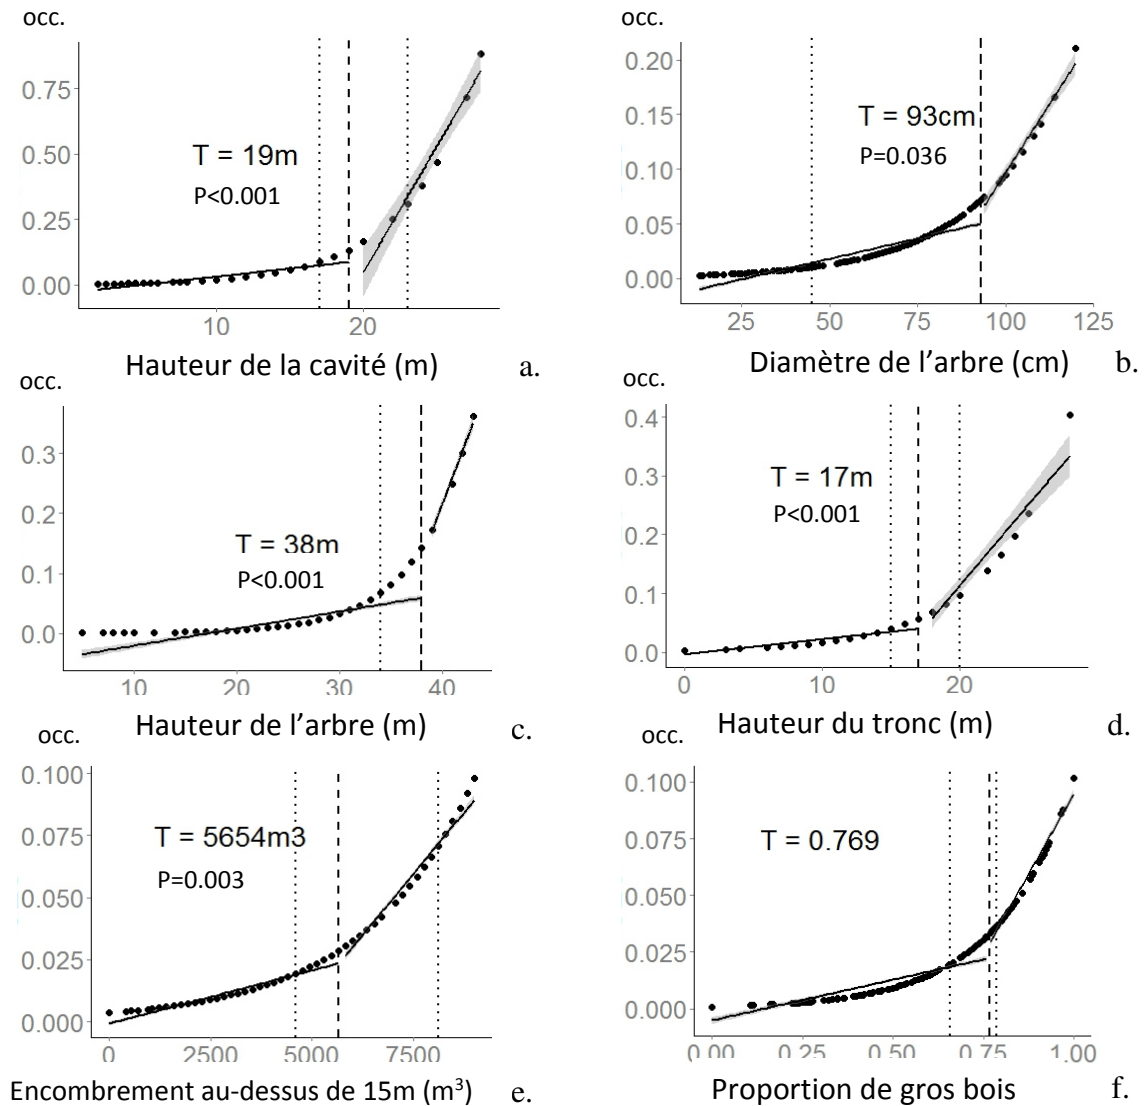 occ.
0.75
0.50
0.25
0.00
T = 19m
P<0.001
10 20
Hauteur de la cavité (m)
a.
occ.
0.20
0.15
0.10
0.05
0.00
T = 93cm
P=0.036
25 50 75 100 125
Diamètre de l’arbre (cm)
b.
occ.
0.3
0.2
0.1
0.0
T = 38m
P<0.001
10 20 30 40
Hauteur de l’arbre (m)
c.
occ.
0.4
0.3
0.2
0.1
0.0
T = 17m
P<0.001
0 10 20
Hauteur du tronc (m)
d.
occ.
0.100
0.075
0.050
0.025
0.000
T = 5654m3
P=0.003
0 2500 5000 7500
Encombrement au-dessus de 15m (m³)
e.
occ.
0.100
0.075
0.050
0.025
0.000
T = 0.769
0.00 0.25 0.50 0.75 1.00
Proportion de gros bois
f.